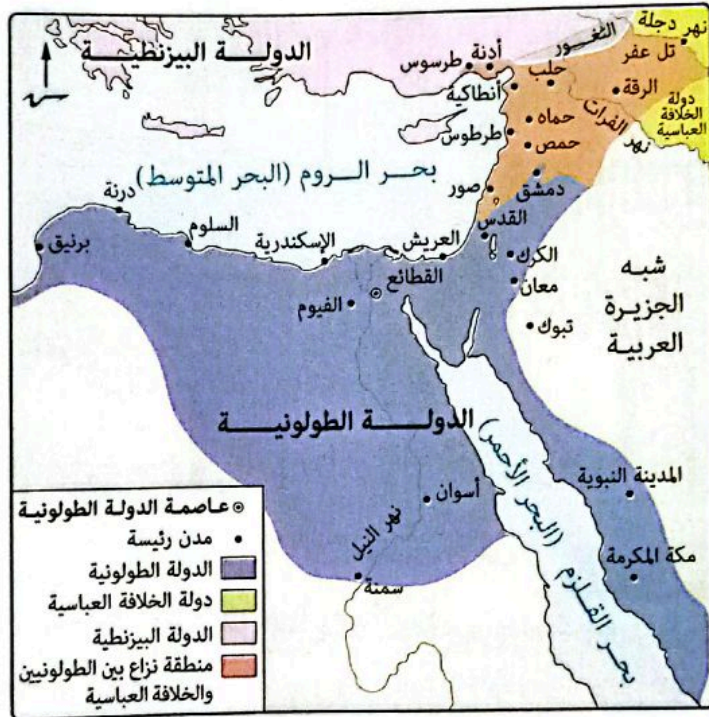 الدولة البيزنطية
الثغور
نهر دجلة
تل عفر
أدنة
طرسوس
حلب
أنطاكية
الرقة
دولة
الخلافة
العباسية
نهر الفرات
حماه
طرطوس
حمص
بحر الروم (البحر المتوسط)
دمشق
صور
القدس
درنة
السلوم
برنيق
الإسكندرية
العريش
الكرك
القطائع
معان
الفيوم
تبوك
شبه
الجزيرة
العربية
الدولة الطولونية
بحر القلزم (البحر الأحمر)
المدينة النبوية
أسوان
نهر النيل
مكة المكرمة
سمنة
عاصمة الدولة الطولونية
مدن رئيسة
الدولة الطولونية
دولة الخلافة العباسية
الدولة البيزنطية
منطقة نزاع بين الطولونيين
والخلافة العباسية